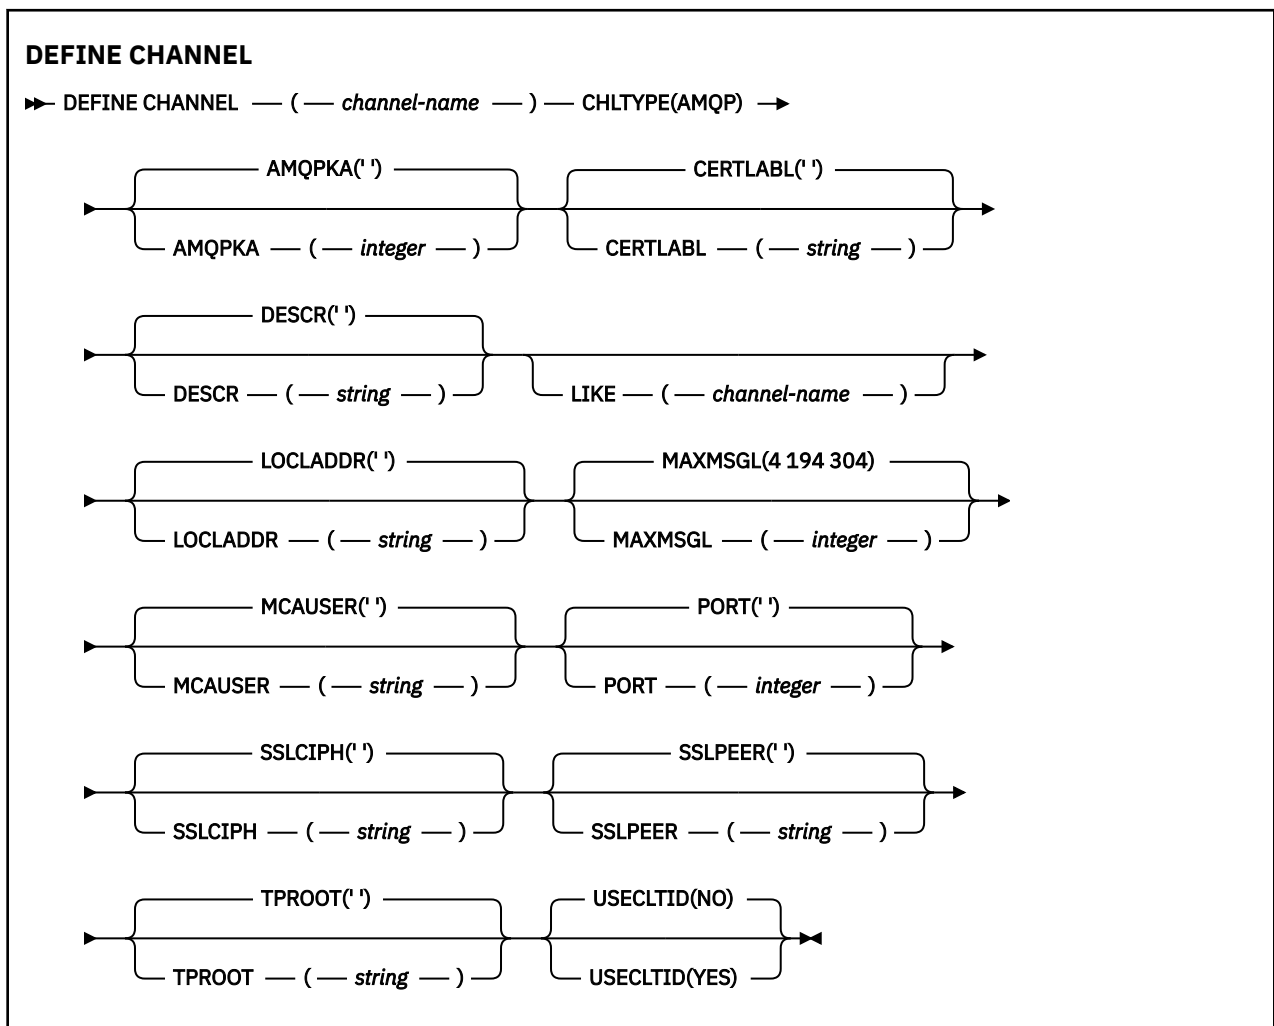 DEFINE CHANNEL
DEFINE CHANNEL ( channel-name ) CHLTYPE(AMQP)
AMQPKA(' ') CERTLABL(' ')
AMQPKA ( integer ) CERTLABL ( string )
DESCR(' ')
DESCR ( string ) LIKE ( channel-name )
LOCLADDR(' ') MAXMSGL(4 194 304)
LOCLADDR ( string ) MAXMSGL ( integer )
MCAUSER(' ') PORT(' ')
MCAUSER ( string ) PORT ( integer )
SSLCIPH(' ') SSLPEER(' ')
SSLCIPH ( string ) SSLPEER ( string )
TPROOT(' ') USECLTID(NO)
TPROOT ( string ) USECLTID(YES)